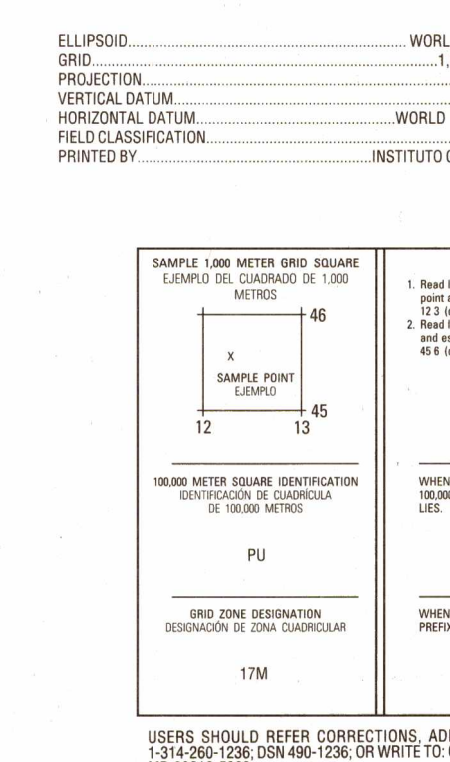 ELLIPSOID.......... WORL
GRID..........1,
PROJECTION..........
VERTICAL DATUM..........
HORIZONTAL DATUM..........WORLD
FIELD CLASSIFICATION..........
PRINTED BY..........INSTITUTO
SAMPLE 1,000 METER GRID SQUARE
EJEMPLO DEL CUADRADO DE 1,000
METROS
46
X
SAMPLE POINT
EJEMPLO
45
12 13
100,000 METER SQUARE IDENTIFICATION
IDENTIFICACIÓN DE CUADRÍCULA
DE 100,000 METROS
PU
GRID ZONE DESIGNATION
DESIGNACIÓN DE ZONA CUADRICULAR
17M
1. Read
point
12 3
2. Read
and es
45 6
WHEN
100,000
LIES.
WHEN
PREFIX
USERS SHOULD REFER CORRECTIONS, AD
1-314-260-1236; DSN 490-1236; OR WRITE TO: